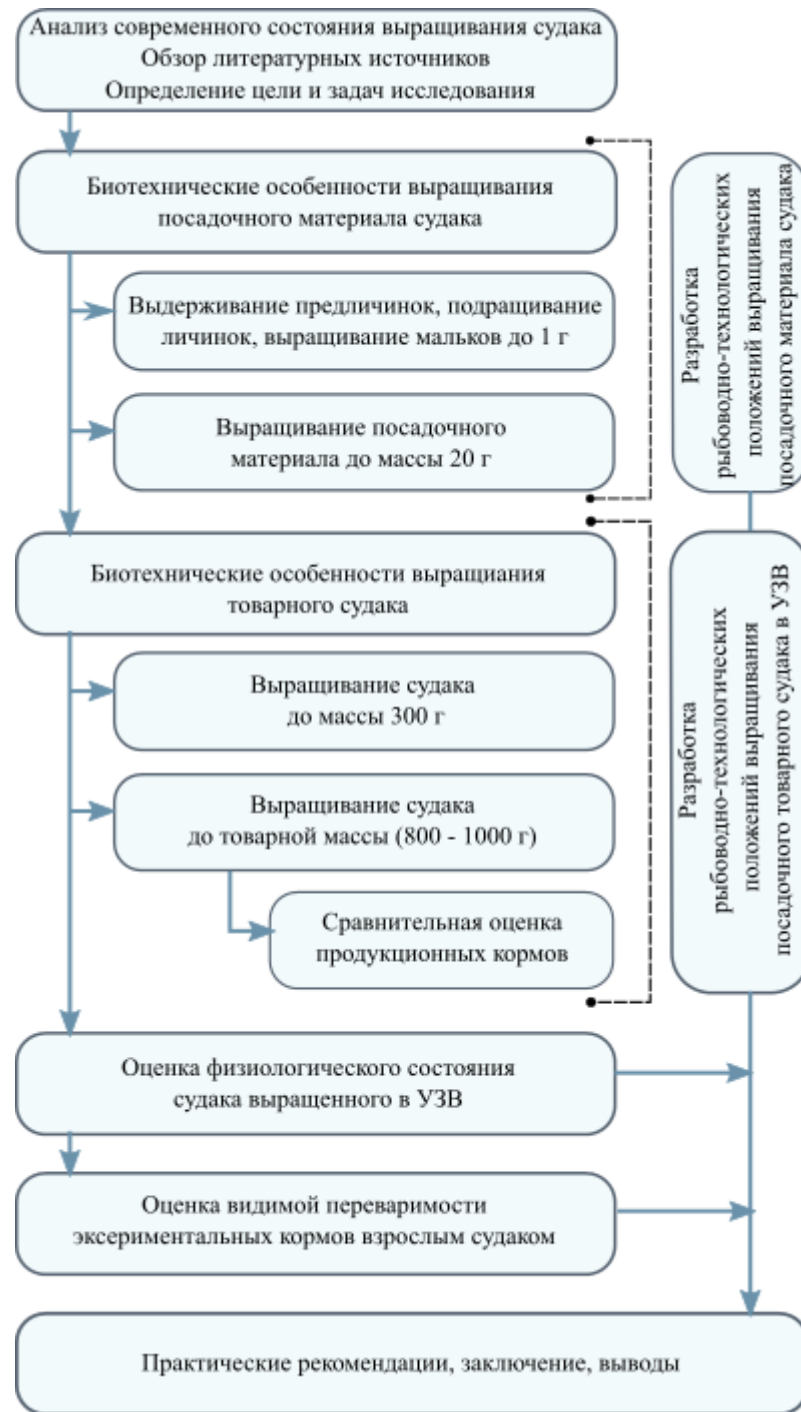 Анализ современного состояния выращивания судака
Обзор литературных источников
Определение цели и задач исследования
Биотехнические особенности выращивания
посадочного материала судака
Выдерживание предличинок, подращивание
личинок, выращивание мальков до 1 г
Выращивание посадочного
материала до массы 20 г
Разработка
рыбоводно-технологических
положений выращивания
посадочного материала судака
Биотехнические особенности выращиания
товарного судака
Выращивание судака
до массы 300 г
Выращивание судака
до товарной массы (800 - 1000 г)
Сравнительная оценка
продукционных кормов
Разработка
рыбоводно-технологических
положений выращивания
посадочного товарного судака в УЗВ
Оценка физиологического состояния
судака выращенного в УЗВ
Оценка видимой переваримости
эксериментальных кормов взрослым судаком
Практические рекомендации, заключение, выводы